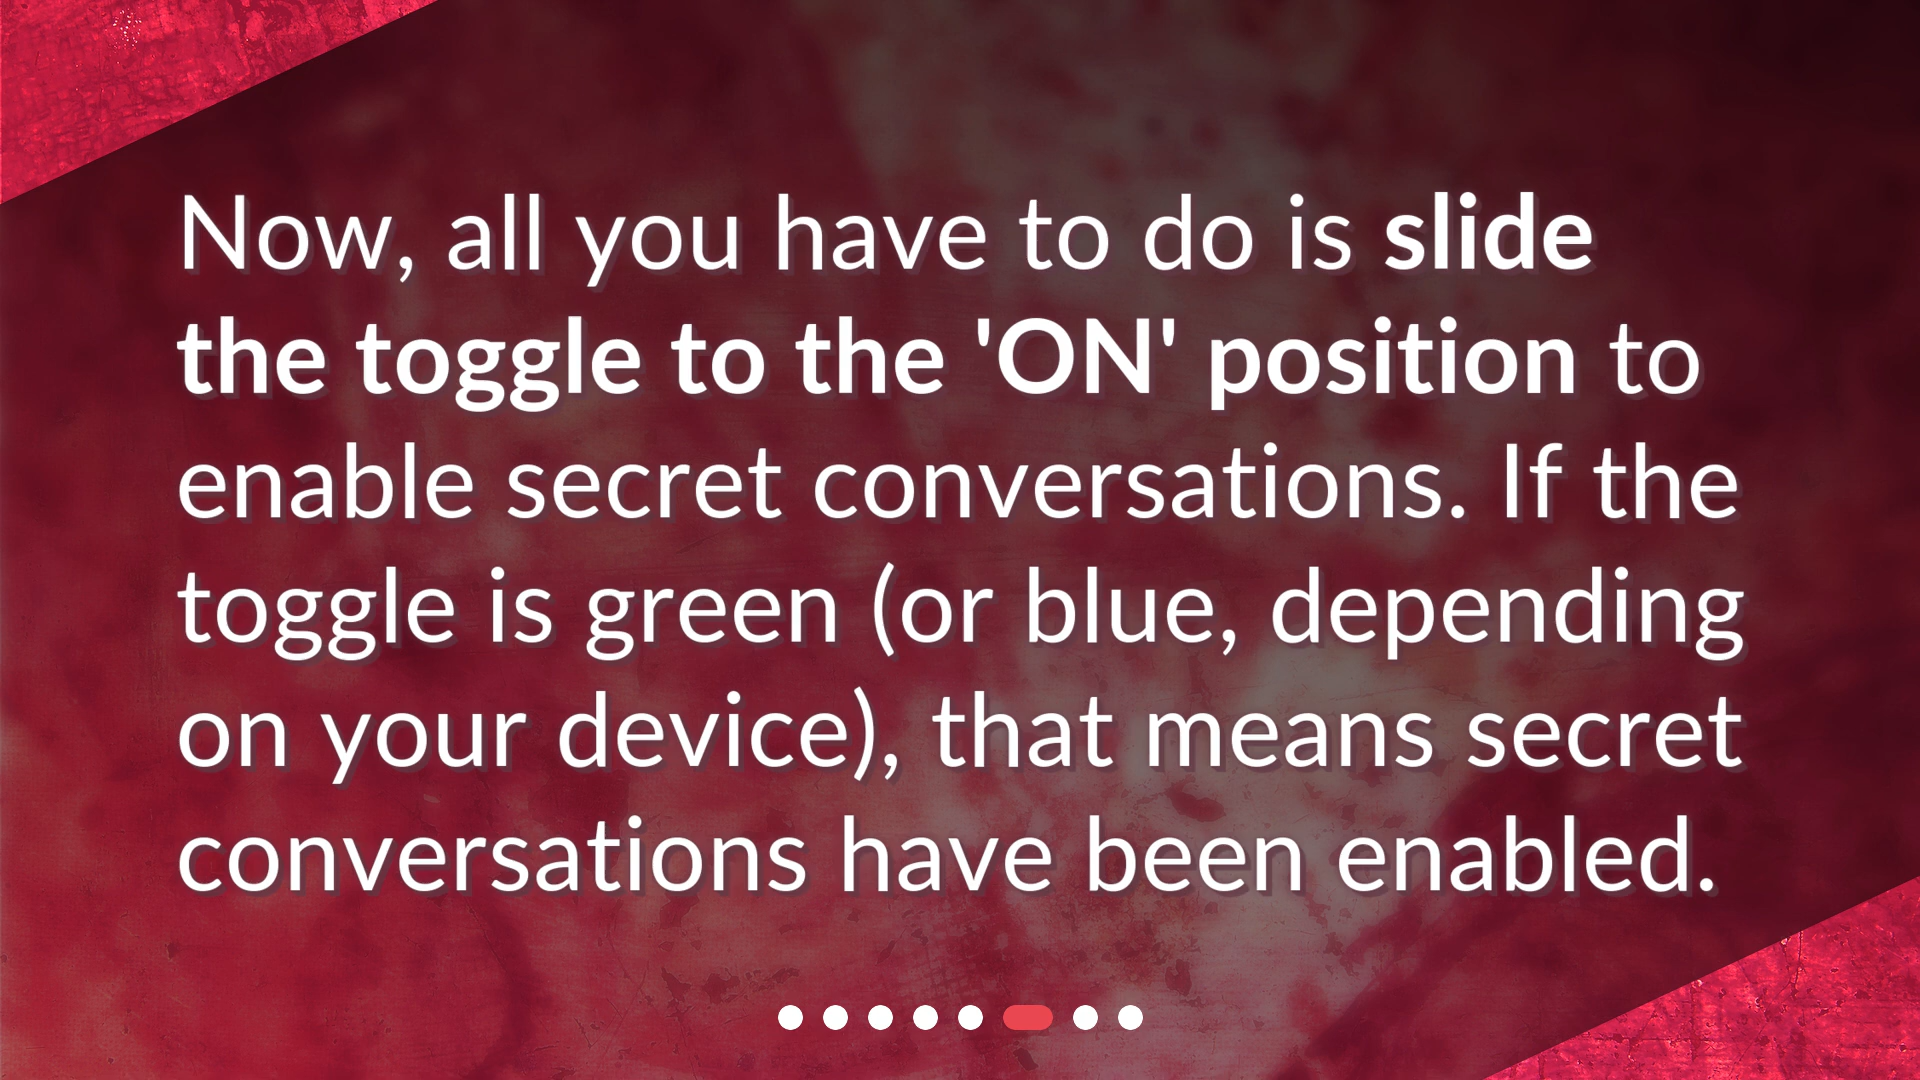 Now, all you have to do is slide
the toggle to the 'ON' position to
enable secret conversations. If the
toggle is green (or blue, depending
on your device), that means secret
conversations have been enabled.